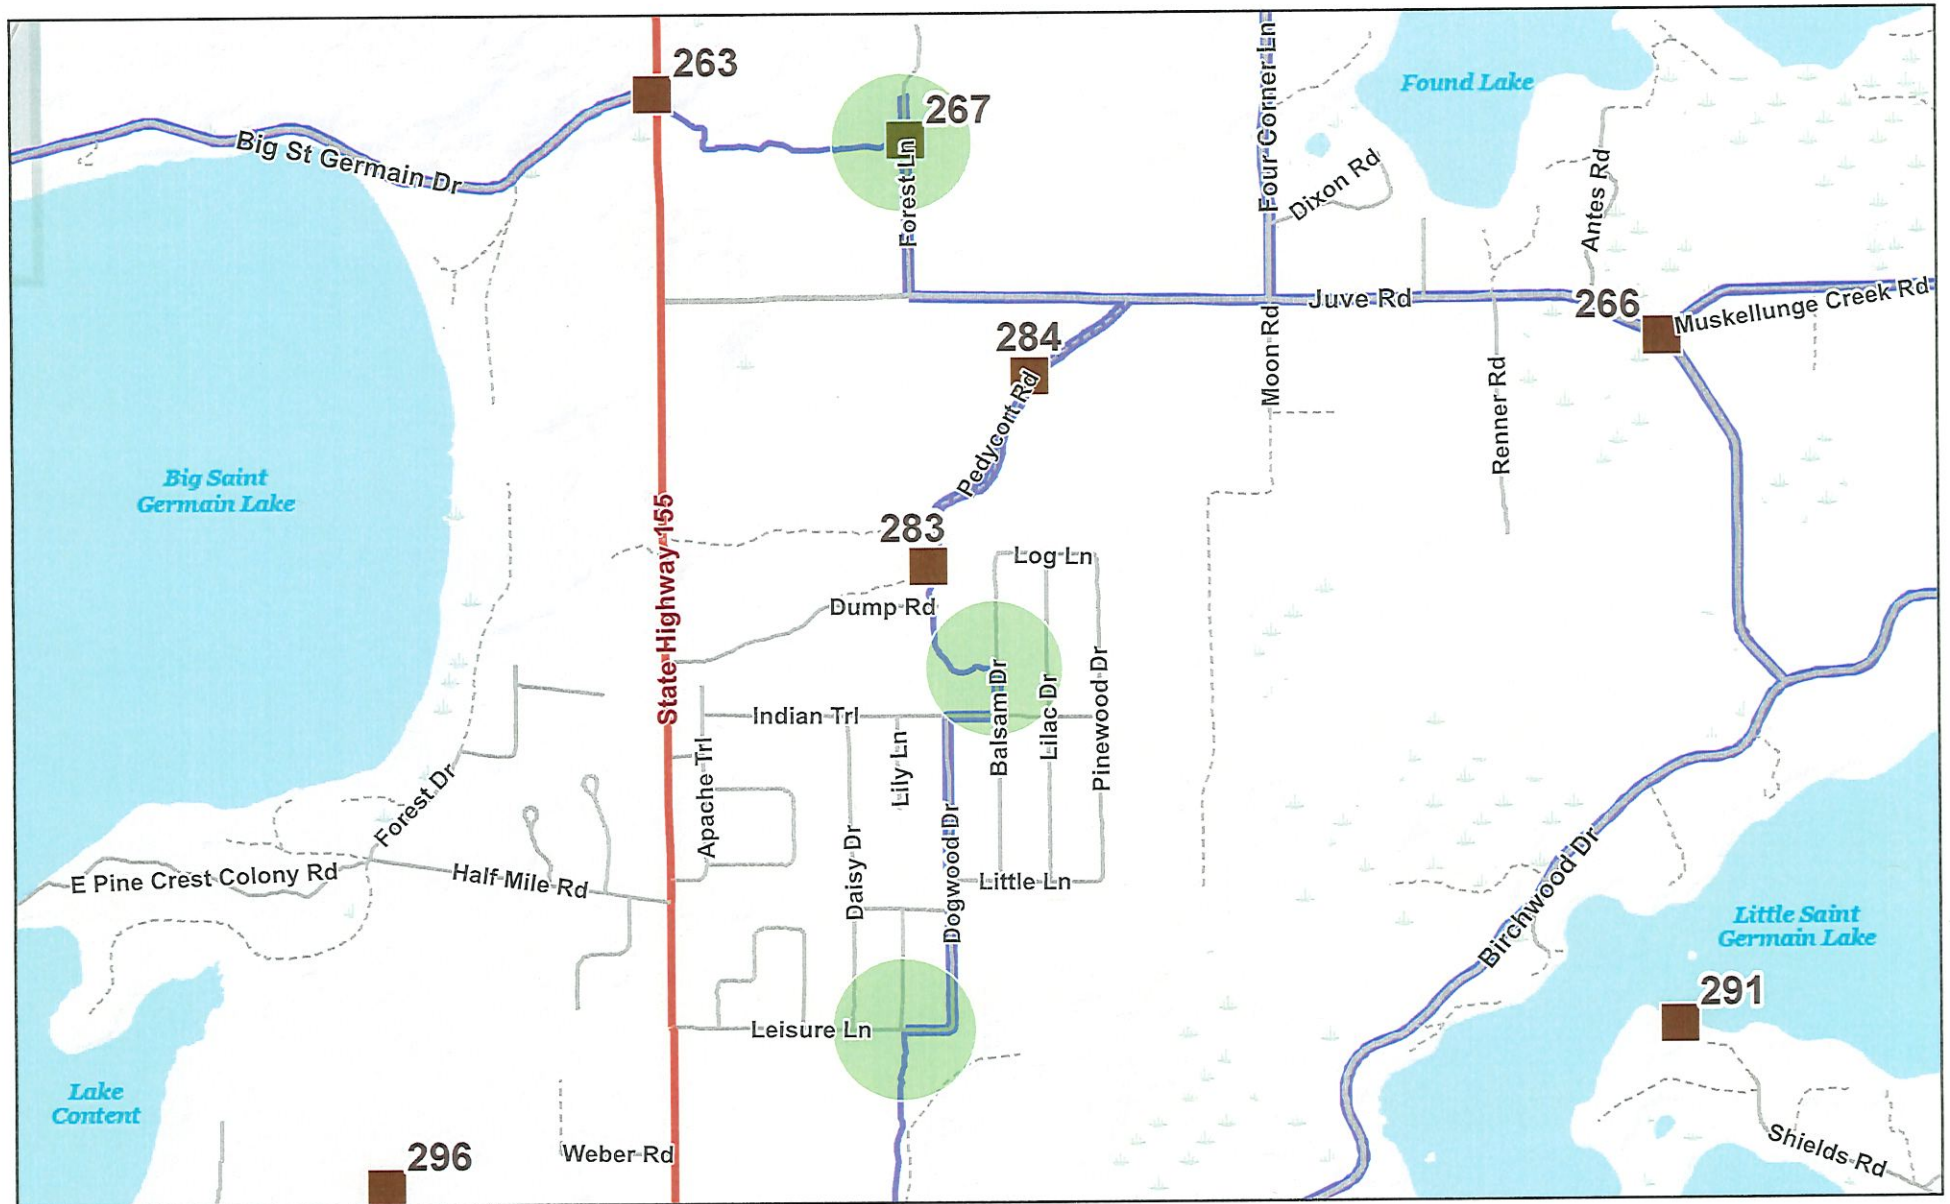 263
267
Four Corner Ln
Found Lake
Big St Germain Dr
Forest Ln
Dixon Rd
Antes Rd
Juve Rd
266
Muskellunge Creek Rd
284
Moon Rd
Renner Rd
Pedycort Rd
Big Saint
Germain Lake
State Highway 155
283
Log Ln
Dump Rd
Indian Trl
Balsam Dr
Lilac Dr
Pinewood Dr
Lily Ln
Apache Trl
Forest Dr
Daisy Dr
Dogwood Dr
E Pine Crest Colony Rd
Half Mile Rd
Little Ln
Birchwood Dr
Little Saint
Germain Lake
291
Leisure Ln
Lake
Content
Weber Rd
296
Shields Rd